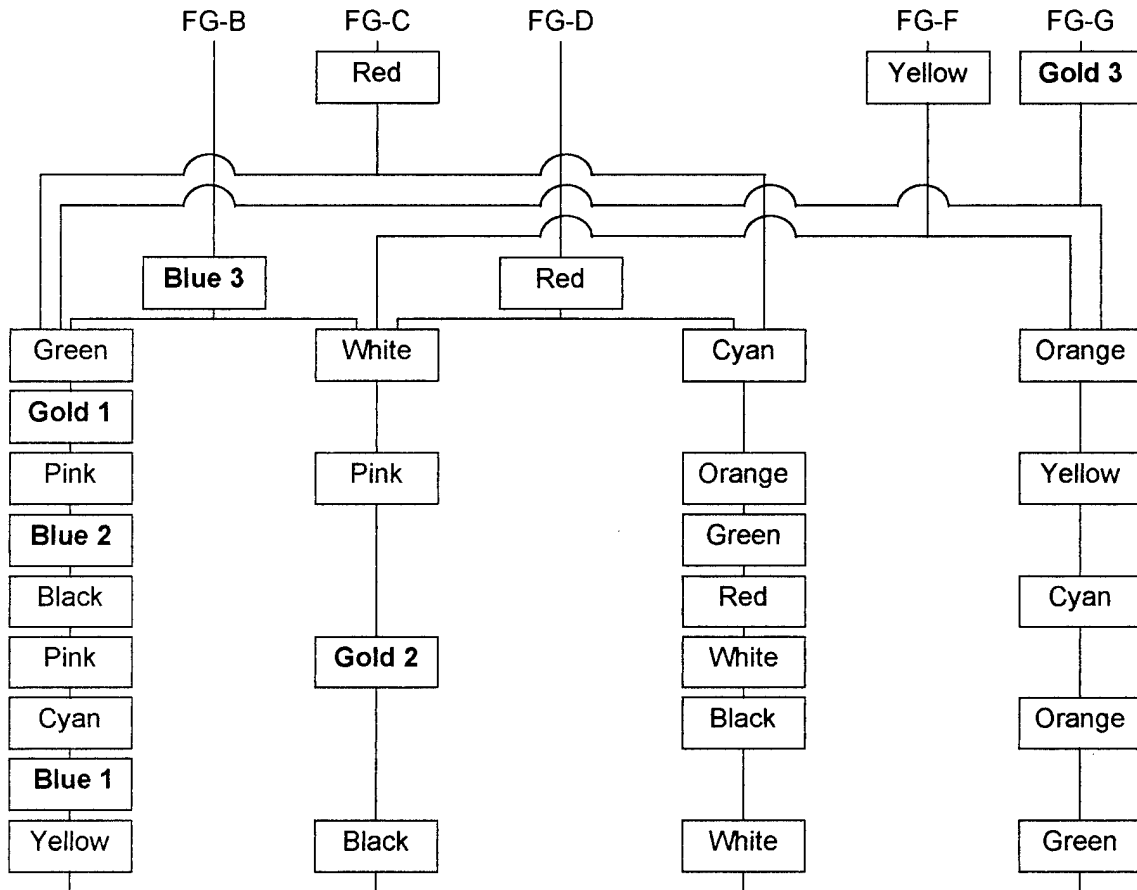 FG-B FG-C FG-D FG-F FG-G
Red Yellow Gold 3
Blue 3 Red
Green White Cyan Orange
Gold 1
Pink Pink Orange Yellow
Blue 2 Green
Black Red Cyan
Pink Gold 2 White
Cyan Black Orange
Blue 1
Yellow Black White Green